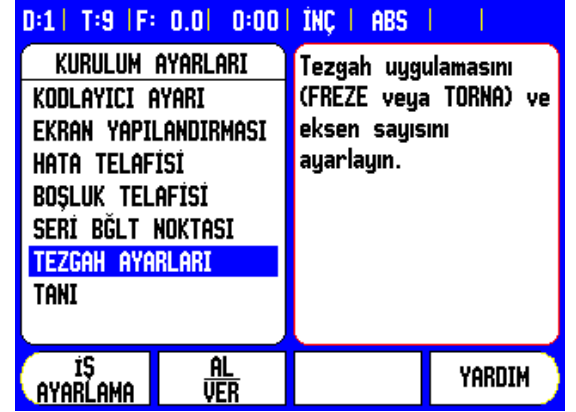 D:1 | T:9 | F: 0.0 | 0:00 | İNÇ | ABS | |
KURULUM AYARLARI
KODLAYICI AYARI
EKRAN YAPILANDIRMASI
HATA TELAFİSİ
BOŞLUK TELAFİSİ
SERİ BĞLT NOKTASI
TEZGAH AYARLARI
TANI
Tezgah uygulamasını
(FREZE veya TORNA) ve
eksen sayısını
ayarlayın.
İŞ
AYARLAMA
AL
VER
YARDIM